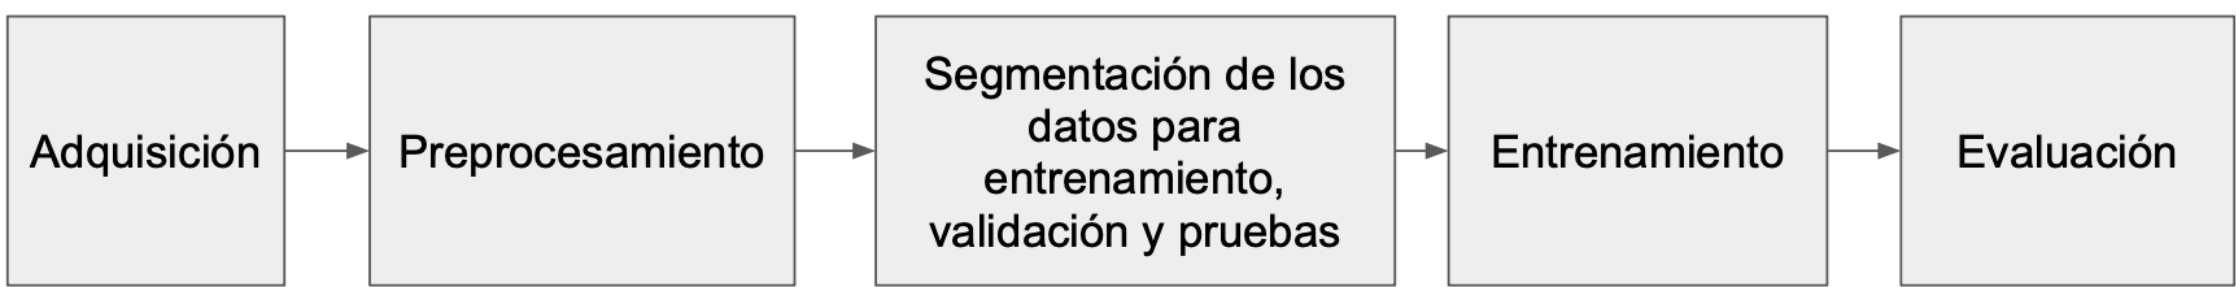 Adquisición
Preprocesamiento
Segmentación de los
datos para
entrenamiento,
validación y pruebas
Entrenamiento
Evaluación